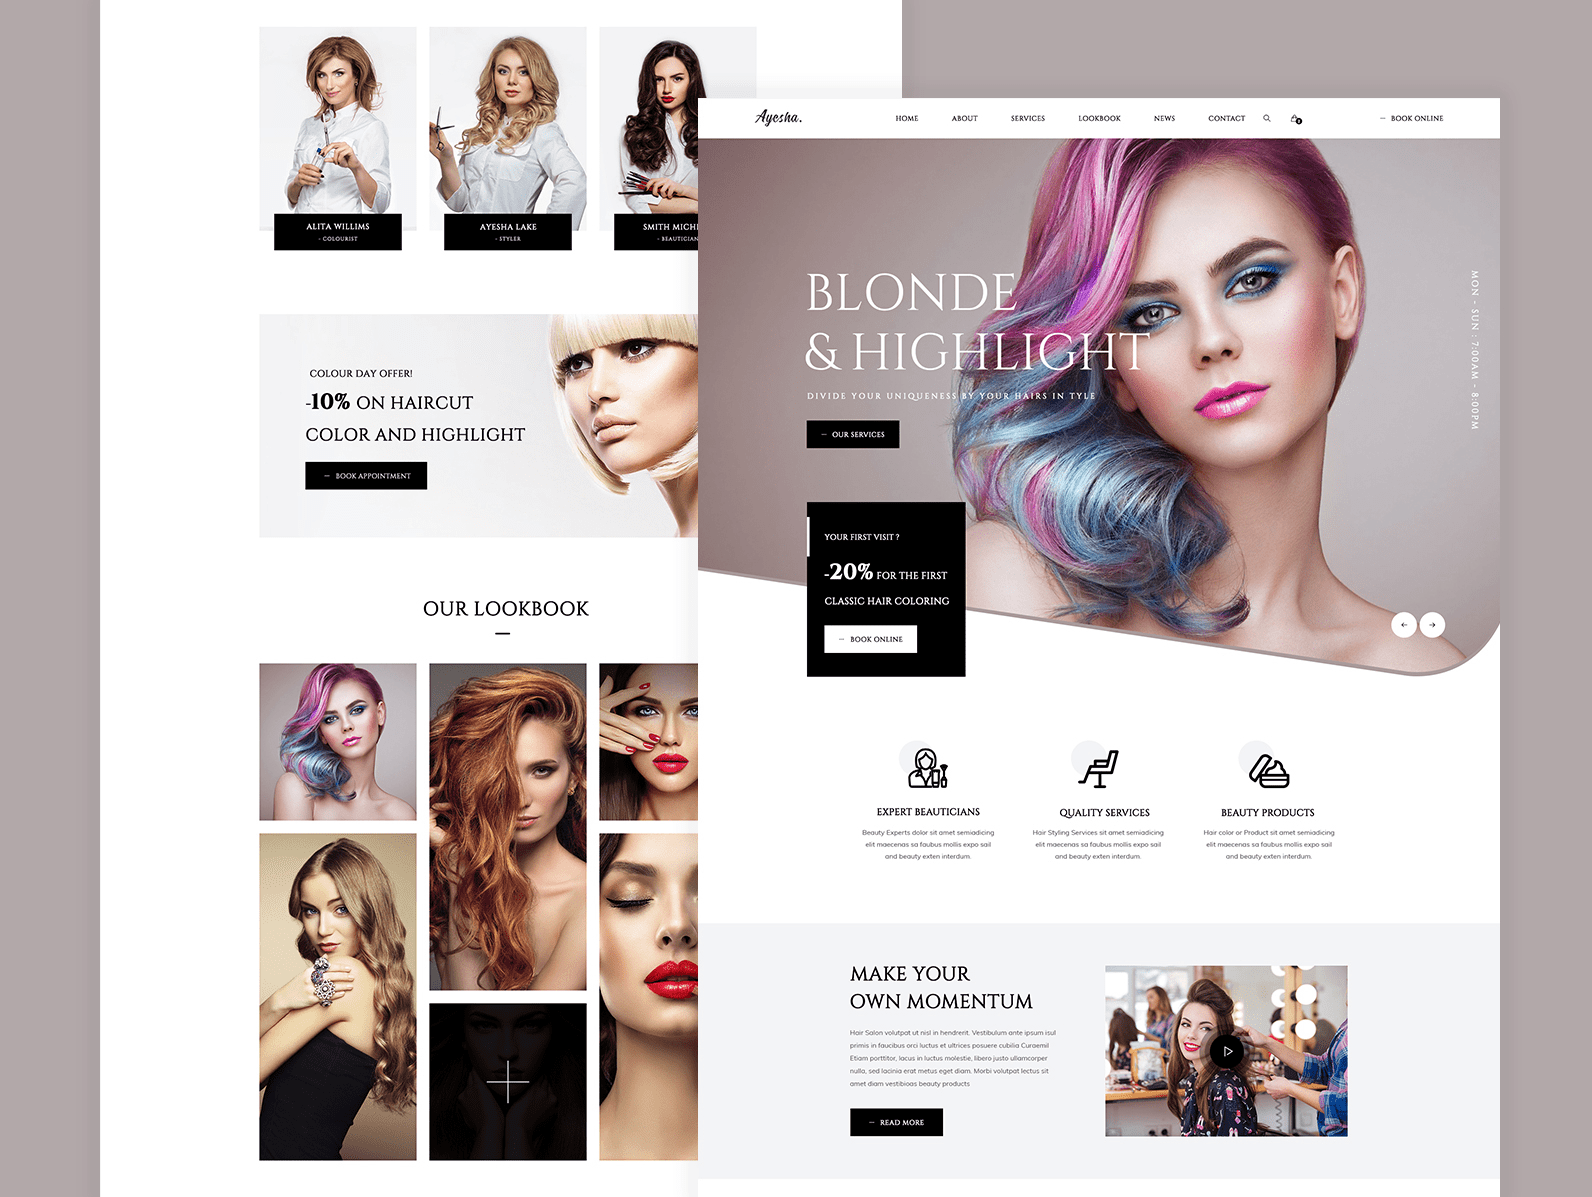 ALITA WILLIMS
- COLOURIST
AYESHA LAKE
- STYLER
SMITH MICH
- BEAUTICIAN
COLOUR DAY OFFER!
-10% ON HAIRCUT
COLOR AND HIGHLIGHT
— BOOK APPOINTMENT
OUR LOOKBOOK
Ayesha.
HOME
ABOUT
SERVICES
LOOKBOOK
NEWS
CONTACT
0
— BOOK ONLINE
BLONDE
& HIGHLIGHT
DIVIDE YOUR UNIQUENESS BY YOUR HAIRS IN TYLE
— OUR SERVICES
MON - SUN : 7:00AM - 8:00PM
YOUR FIRST VISIT ?
-20% FOR THE FIRST
CLASSIC HAIR COLORING
— BOOK ONLINE
EXPERT BEAUTICIANS
Beauty Experts dolor sit amet semiadicing
elit maecenas sa faubus mollis expo sail
and beauty exten interdum.
QUALITY SERVICES
Hair Styling Services sit amet semiadicing
elit maecenas sa faubus mollis expo sail
and beauty exten interdum.
BEAUTY PRODUCTS
Hair color or Product sit amet semiadicing
elit maecenas sa faubus mollis expo sail
and beauty exten interdum.
MAKE YOUR
OWN MOMENTUM
Hair Salon volutpat ut nisl in hendrerit. Vestibulum ante ipsum isul
primis in faucibus orci luctus et ultrices posuere cubilia Curaemil
Etiam porttitor, lacus in luctus molestie, libero justo ullamcorper
nulla, sed lacinia erat metus eget diam. Morbi volutpat lectus sit
amet diam vestibioas beauty products
— READ MORE